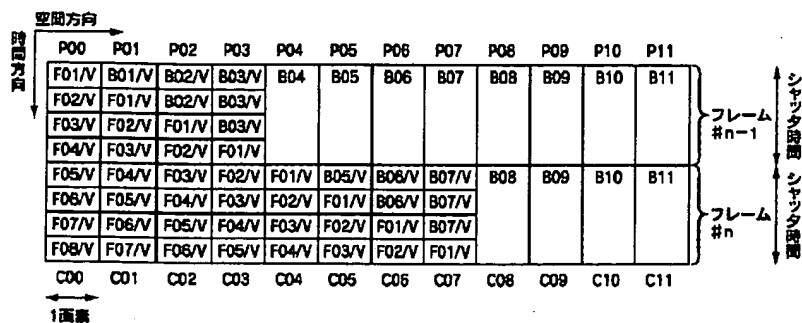 空間方向
時間方向
P00 P01 P02 P03 P04 P05 P06 P07 P08 P09 P10 P11
F01/V B01/V B02/V B03/V B04 B05 B06 B07 B08 B09 B10 B11
F02/V F01/V B02/V B03/V
F03/V F02/V F01/V B03/V
F04/V F03/V F02/V F01/V
フレーム
#n-1
シャッタ時間
F05/V F04/V F03/V F02/V F01/V B05/V B06/V B07/V B08 B09 B10 B11
F06/V F05/V F04/V F03/V F02/V F01/V B06/V B07/V
F07/V F06/V F05/V F04/V F03/V F02/V F01/V B07/V
F08/V F07/V F06/V F05/V F04/V F03/V F02/V F01/V
フレーム
#n
シャッタ時間
C00 C01 C02 C03 C04 C05 C06 C07 C08 C09 C10 C11
1画素